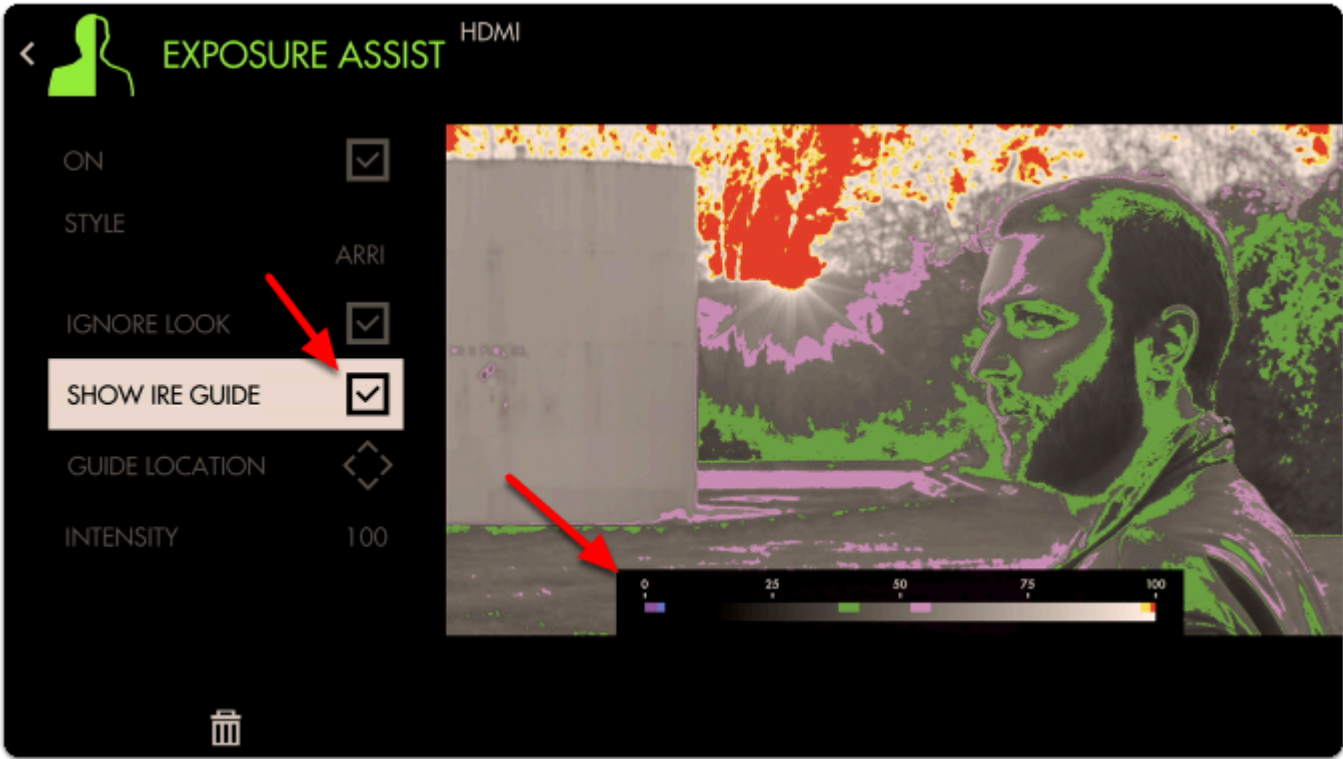 EXPOSURE ASSIST
HDMI
ON
STYLE
ARRI
IGNORE LOOK
SHOW IRE GUIDE
GUIDE LOCATION
INTENSITY 100
0 25 50 75 100